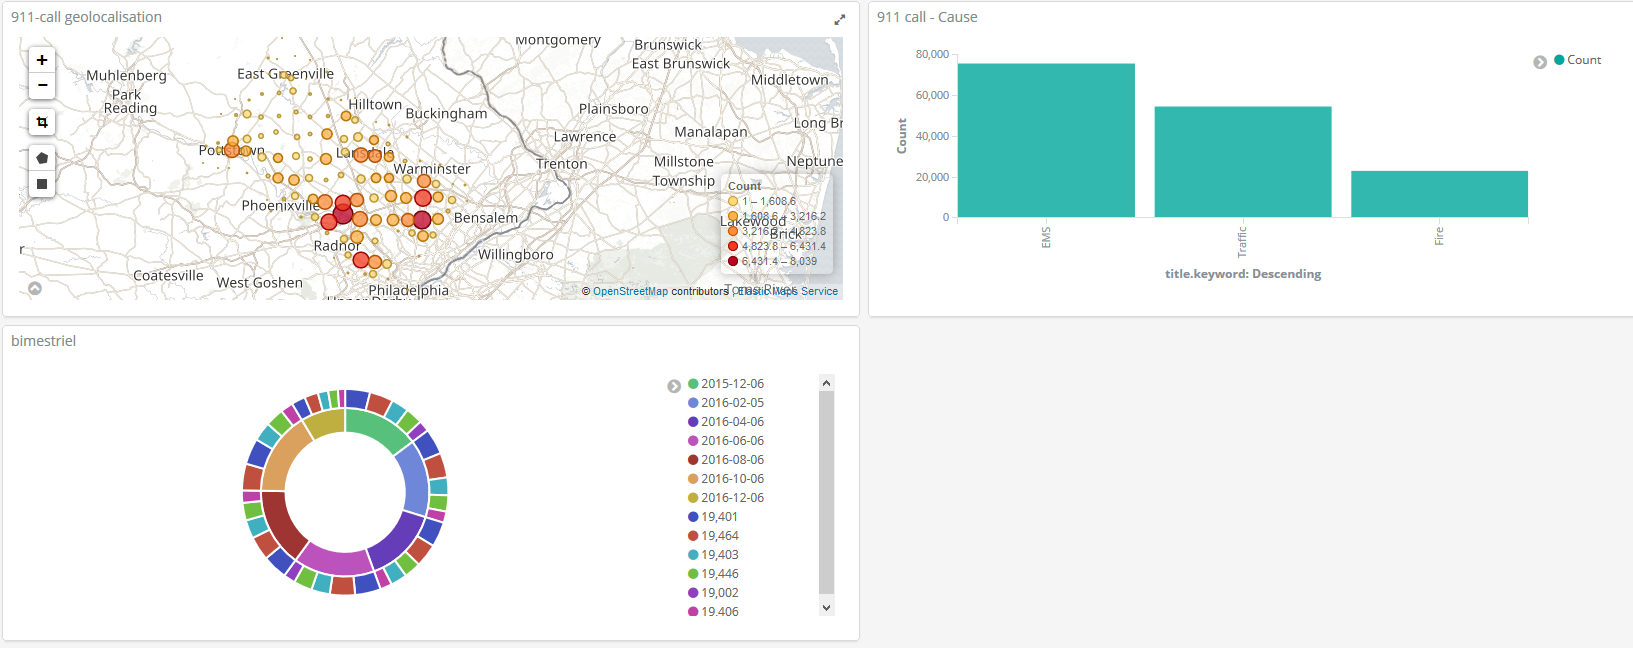 911-call geolocalisation
+
−
Montgomery
Brunswick
East Brunswick
Muhlenberg
East Greenville
Middletown
Park
Reading
Hilltown
Buckingham
Plainsboro
Long Br
Lawrence
Manalapan
Pottstown
Lansdale
Trenton
Millstone
Township
Neptune
Warminster
Phoenixville
Bensalem
Lakewood
Brick
Radnor
Willingboro
Coatesville
West Goshen
Philadelphia
Upper Darby
Toms River
Count
1 – 1,608.6
1,608.6 – 3,216.2
3,216.2 – 4,823.8
4,823.8 – 6,431.4
6,431.4 – 8,039
© OpenStreetMap contributors Elastic Maps Service
911 call - Cause
80,000
60,000
40,000
20,000
0
Count
EMS
Traffic
Fire
title.keyword: Descending
Count
bimestriel
2015-12-06
2016-02-05
2016-04-06
2016-06-06
2016-08-06
2016-10-06
2016-12-06
19,401
19,464
19,403
19,446
19,002
19,406